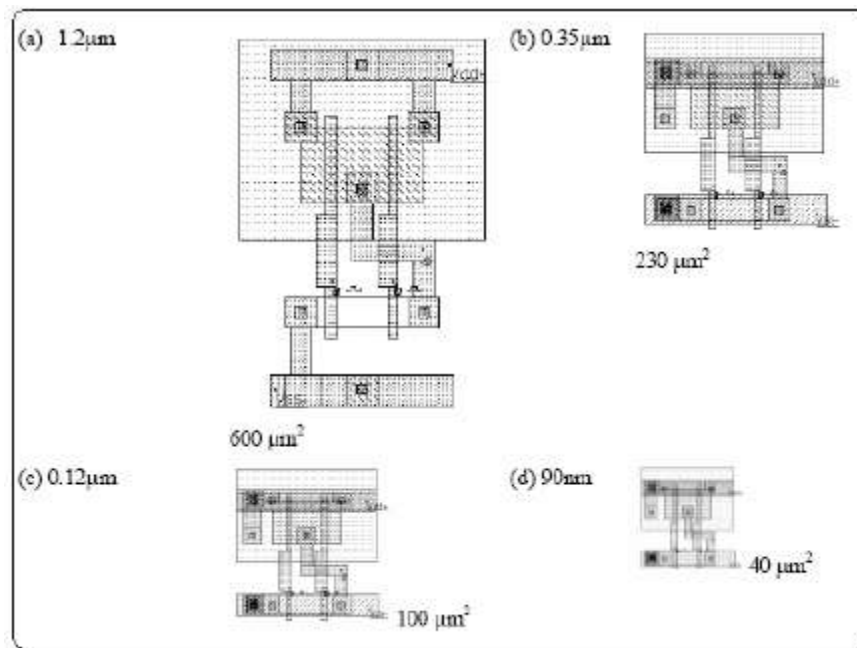 (a) 1.2µm
(b) 0.35µm
230 µm²
600 µm²
(c) 0.12µm
(d) 90nm
40 µm²
100 µm²